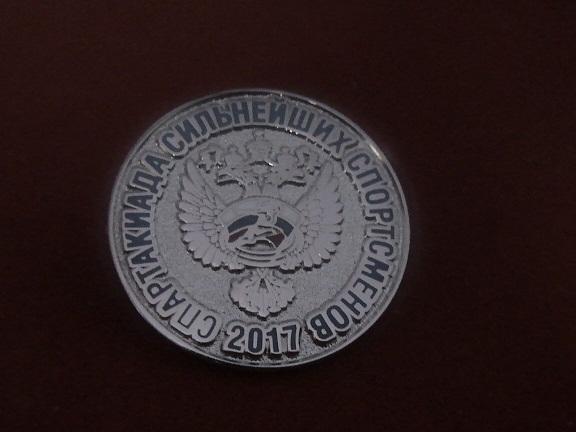 СПАРТАКИАДА СИЛЬНЕЙШИХ СПОРТСМЕНОВ
2017